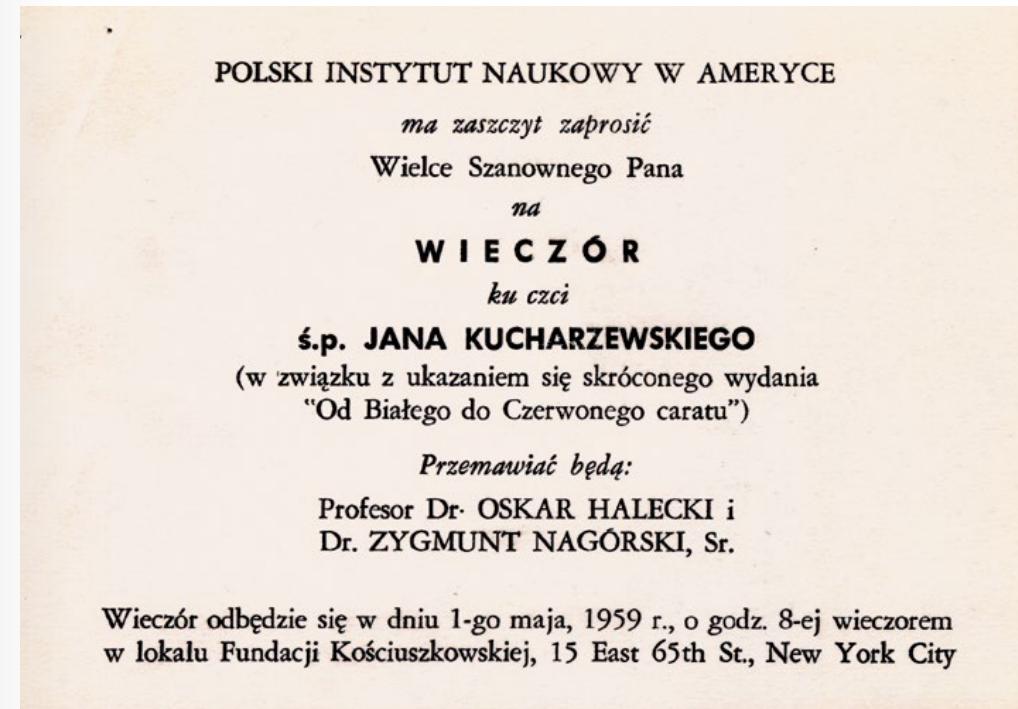 POLSKI INSTYTUT NAUKOWY W AMERYCE
ma zaszczyt zaprosić
Wielce Szanownego Pana
na
WIECZÓR
ku czci
ś.p. JANA KUCHARZEWSKIEGO
(w związku z ukazaniem się skróconego wydania
"Od Białego do Czerwonego caratu")
Przemawiać będą:
Profesor Dr. OSKAR HALECKI i
Dr. ZYGMUNT NAGÓRSKI, Sr.
Wieczór odbędzie się w dniu 1-go maja, 1959 r., o godz. 8-ej wieczorem
w lokalu Fundacji Kościuszkowskiej, 15 East 65th St., New York City